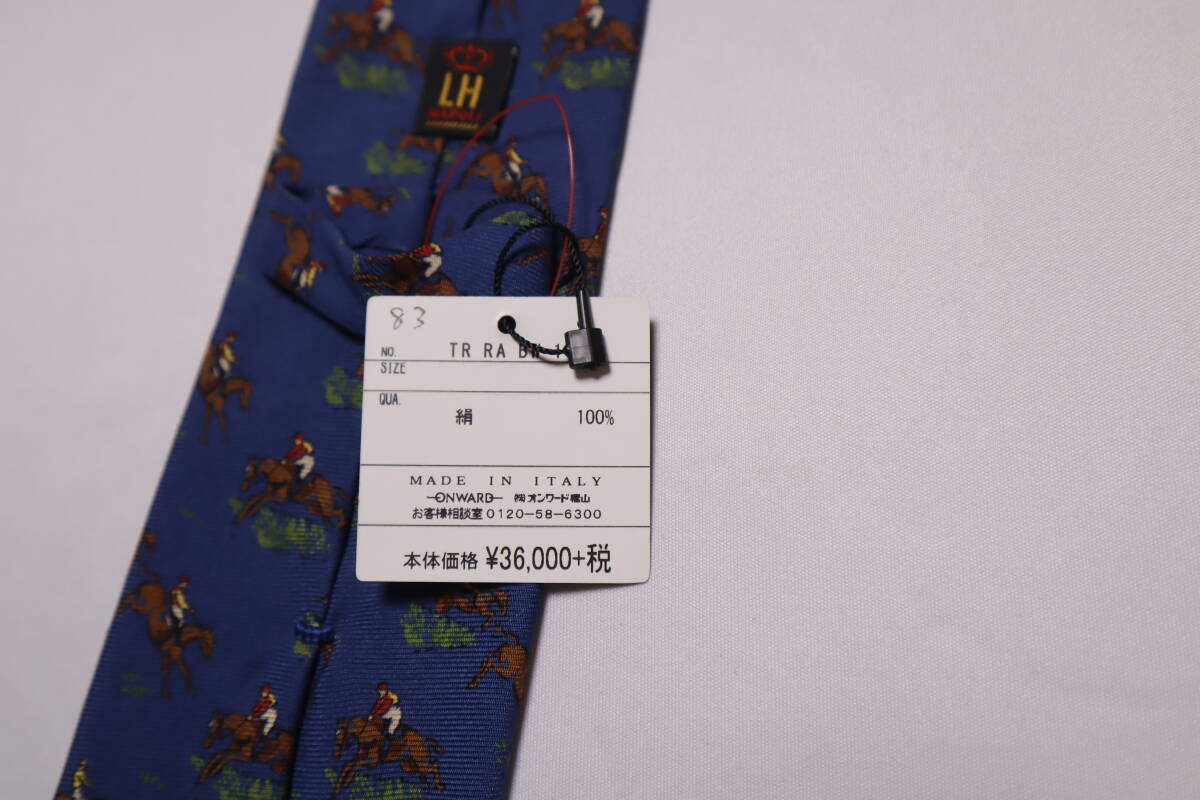 LH
NAPOLI
83
NO. TR RA
SIZE
QUA.
絹 100%
MADE IN ITALY
ONWARD ㈱オンワード樫山
お客様相談室 0120-58-6300
本体価格 ¥36,000+税